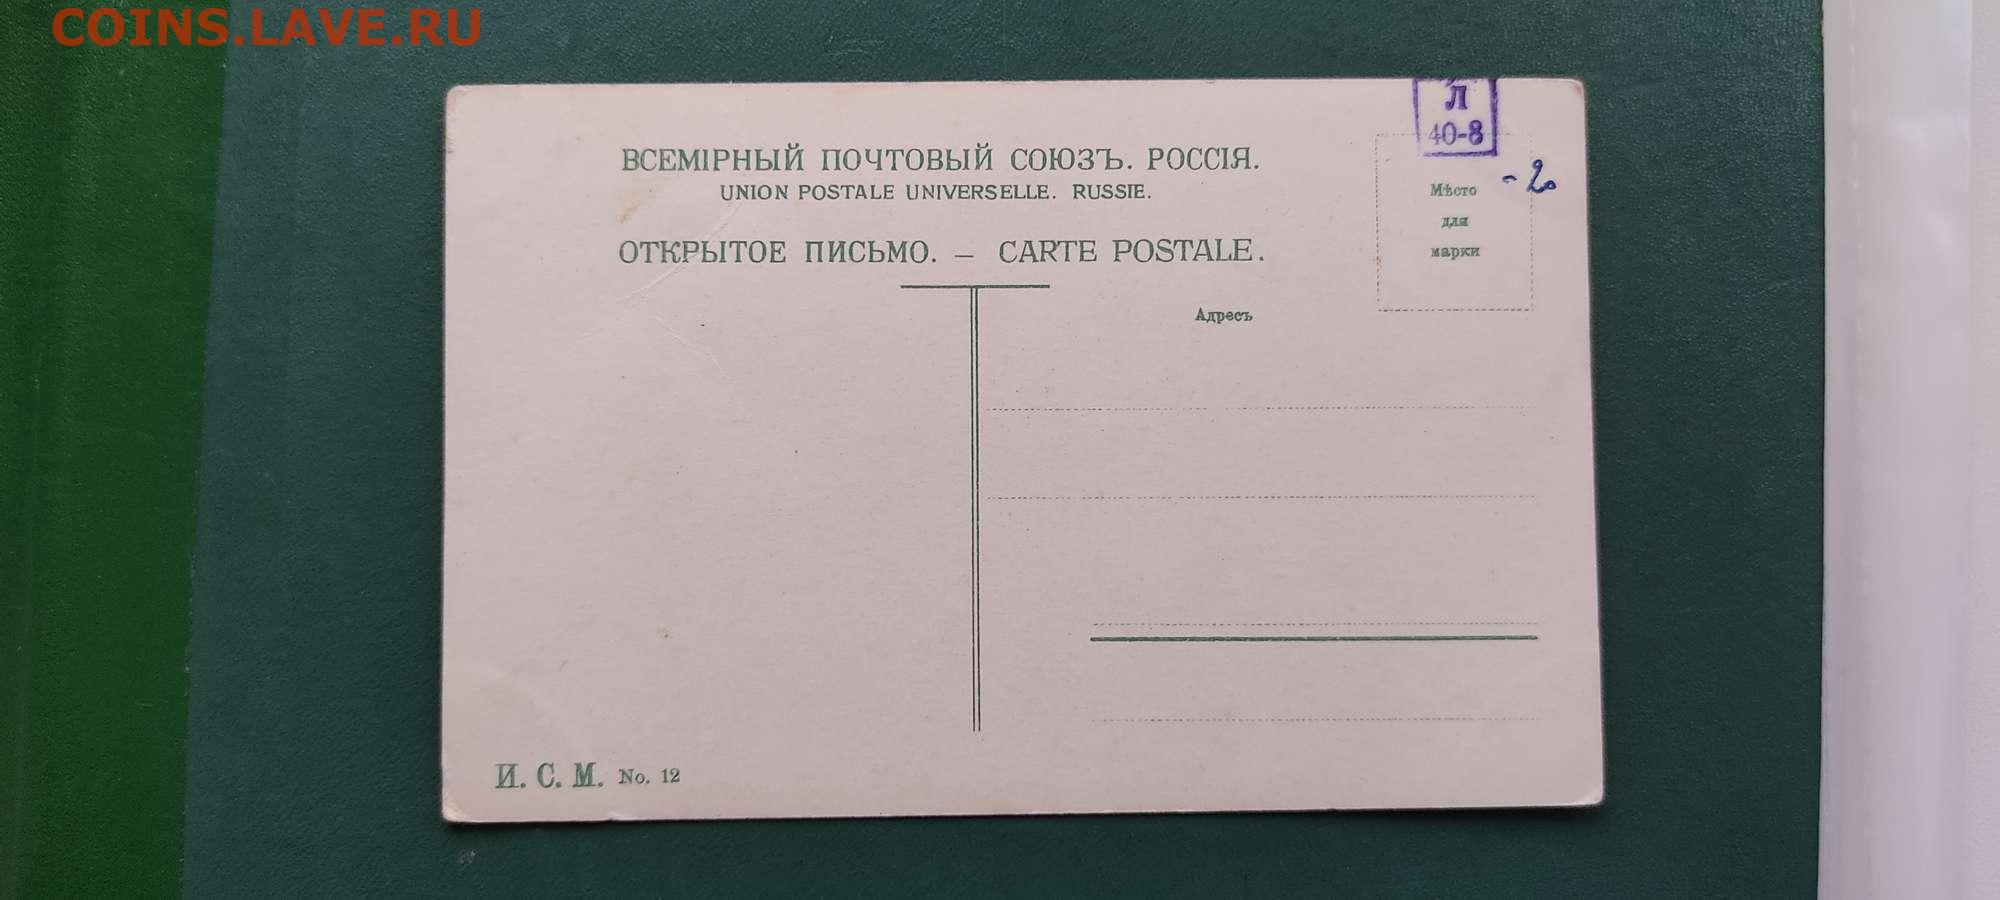 COINS.LAVE.RU
Л
40-8
ВСЕМІРНЫЙ ПОЧТОВЫЙ СОЮЗЪ. РОССІЯ.
UNION POSTALE UNIVERSELLE. RUSSIE.
-20
Мѣсто
для
марки
ОТКРЫТОЕ ПИСЬМО. — CARTE POSTALE.
Адресъ
И. С. М. No. 12